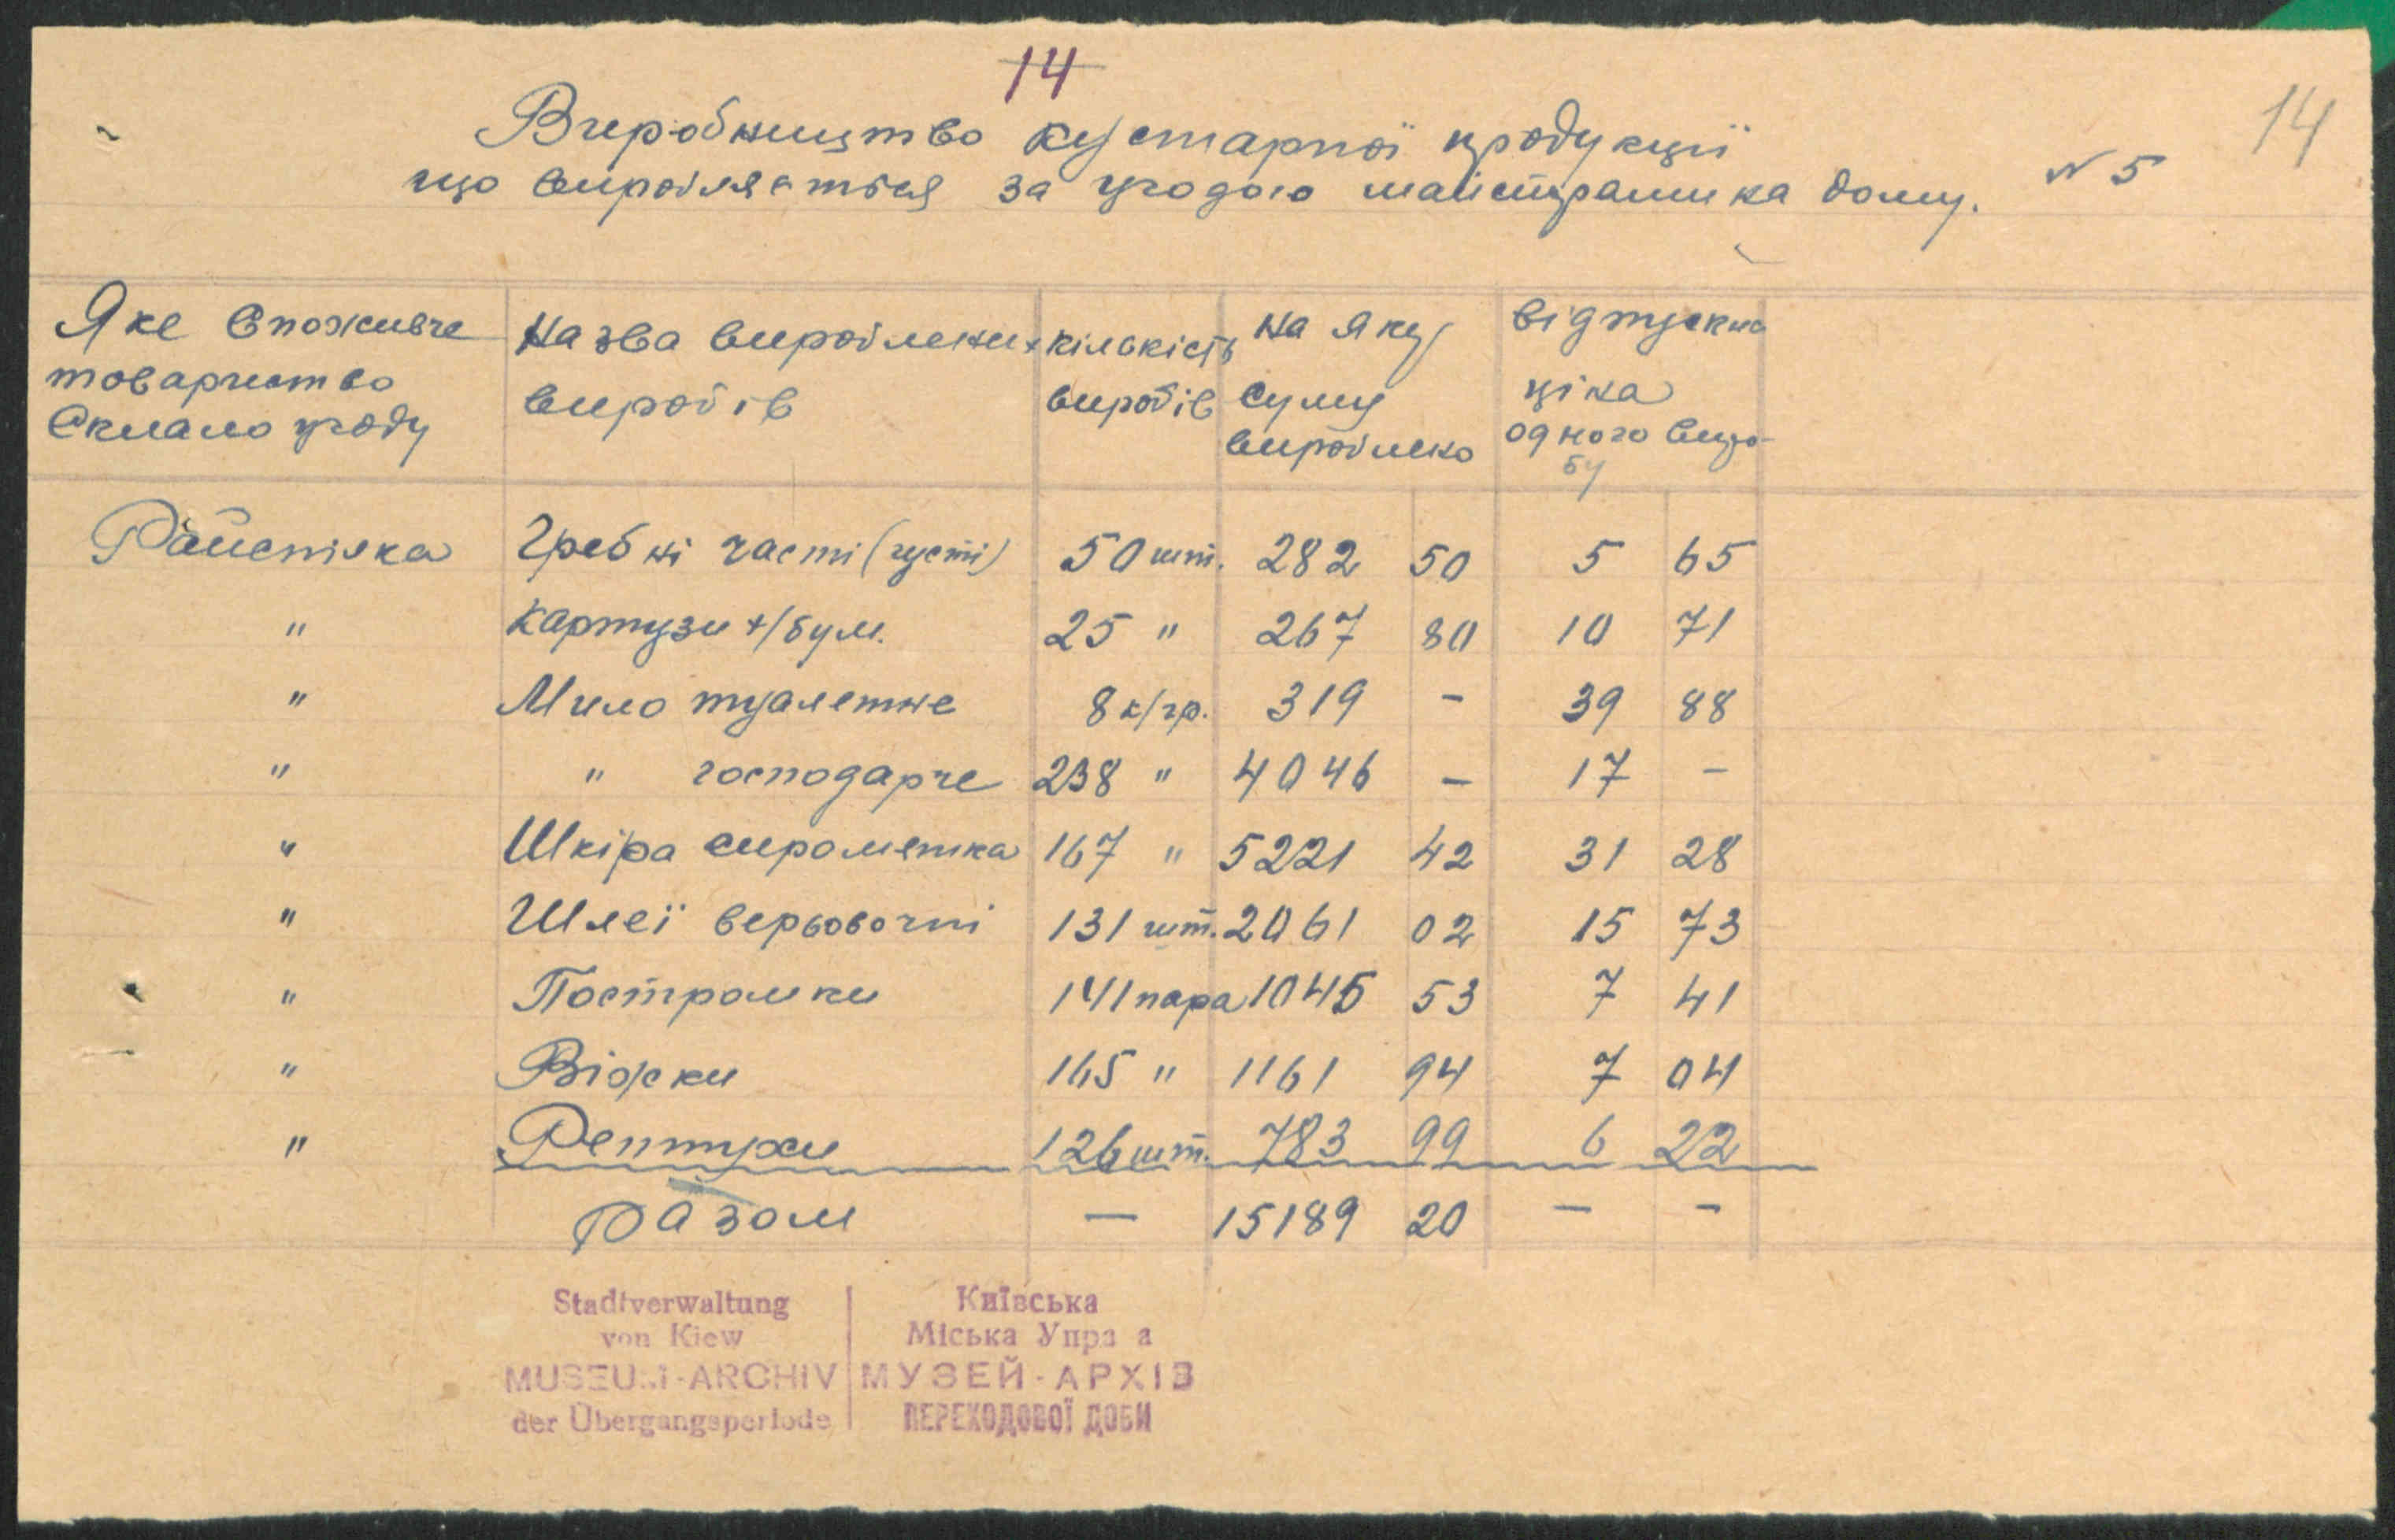 14
14
Виробництво кустарної продукції
що виробляється за угодою майстрами на дому. N 5
Яке Споживче товариство Склало угоду
Назва вироблених виробів
кількість виробів
на яку суму вироблено
відпускна ціна одного виробу
Райспілка Гребні часті (густі) 50 шт. 282 50 5 65
" картузи х/бум. 25 " 267 80 10 71
" Мило туалетне 8 к/гр. 319 - 39 88
" " господарче 238 " 4046 - 17 -
" Шкіра сиром'ятка 167 " 5221 42 31 28
" Шлеї верьовочні 131 шт. 2061 02 15 73
" Постромки 141 пара 1045 53 7 41
" Віжки 165 " 1161 94 7 04
" Рептухи 126 шт. 783 99 6 22
Разом - 15189 20 - -
Stadtverwaltung
von Kiew
MUSEUM-ARCHIV
der Übergangsperiode
Київська
Міська Упра а
МУЗЕЙ-АРХІВ
ПЕРЕХОДОВОЇ ДОБИ